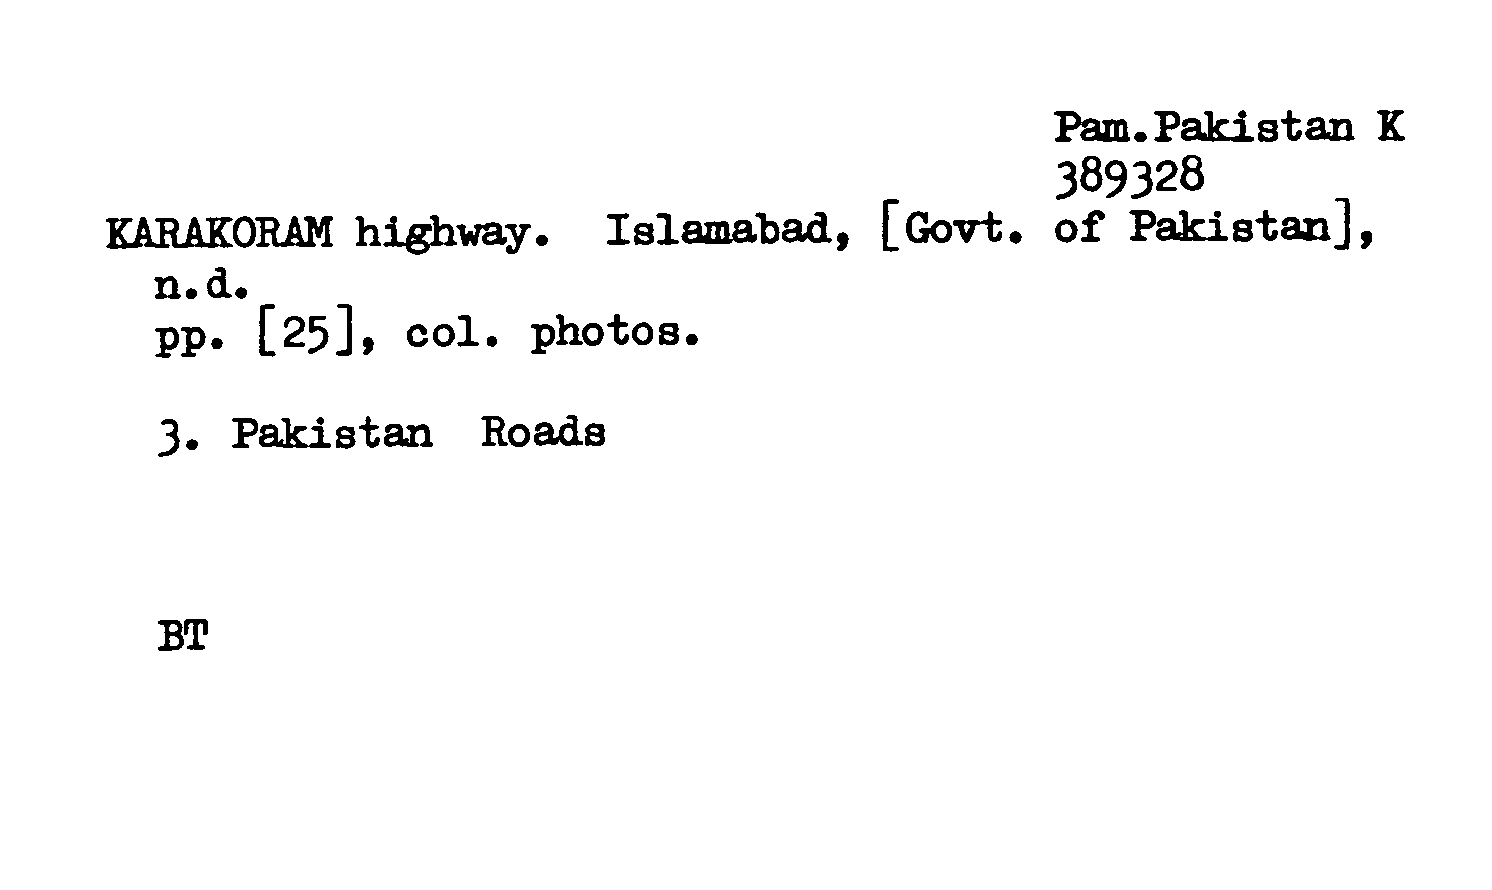 Pam.Pakistan K
389328
KARAKORAM highway. Islamabad, [Govt. of Pakistan],
n.d.
pp. [25], col. photos.
3. Pakistan Roads
BT